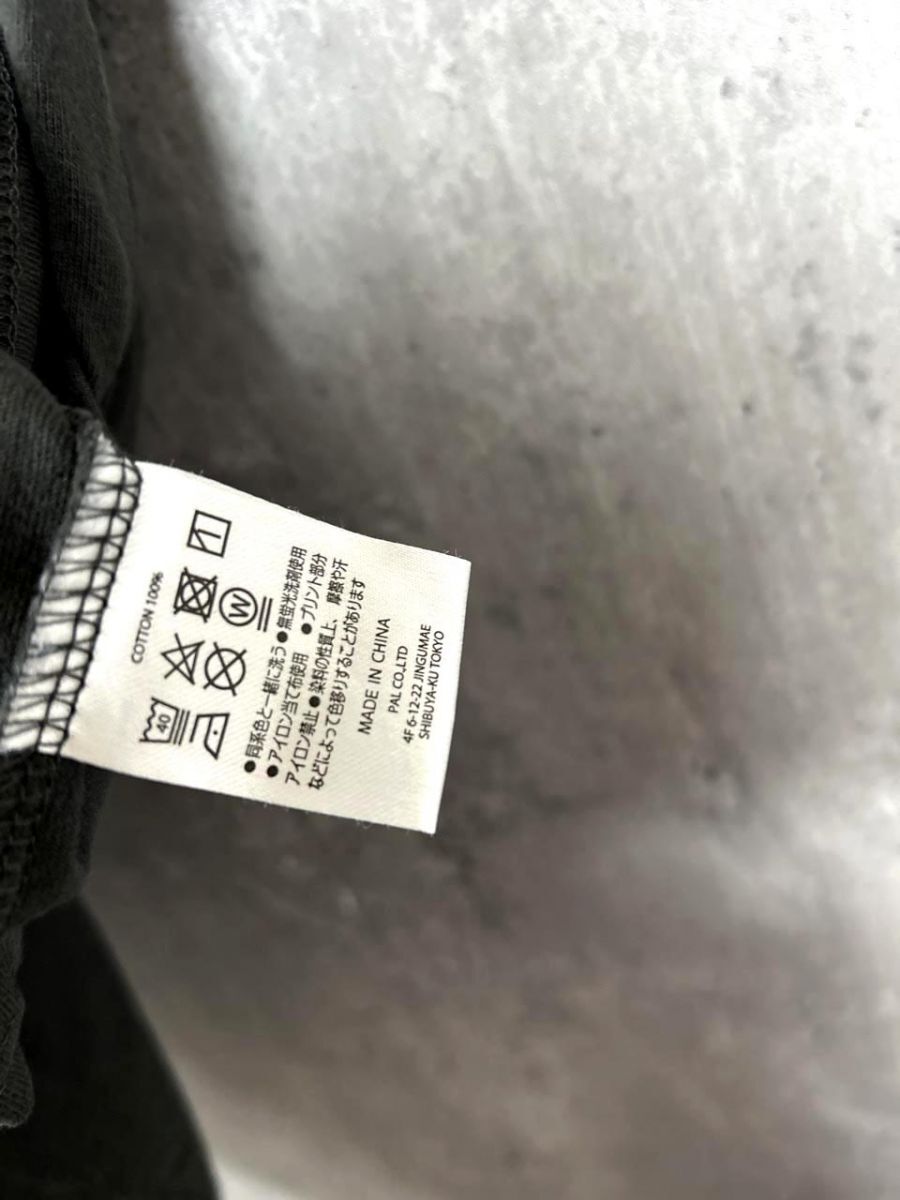 COTTON 100%
40
W
●同系色と一緒に洗う ●無蛍光洗剤使用
●アイロン当て布使用 ●プリント部分
アイロン禁止 ●染料の性質上、摩擦や汗
などによって色移りすることがあります
MADE IN CHINA
PAL CO.,LTD
4F 6-12-22 JINGUMAE
SHIBUYA-KU TOKYO